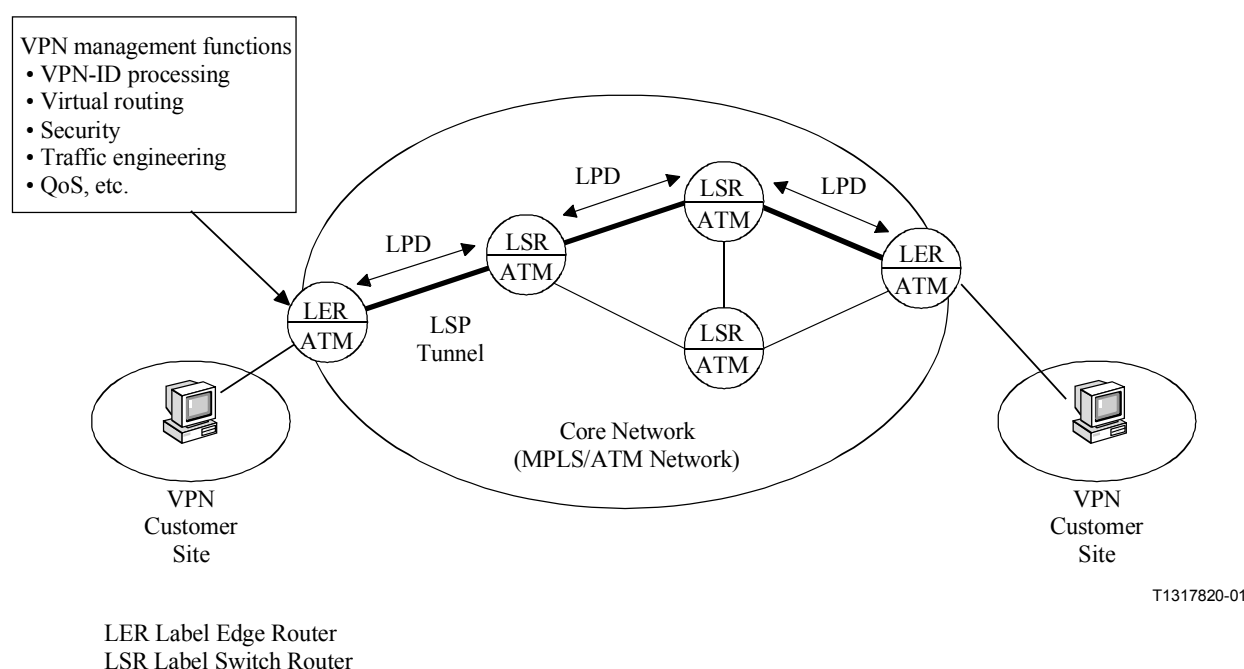 VPN management functions
• VPN-ID processing
• Virtual routing
• Security
• Traffic engineering
• QoS, etc.
LPD
LPD
LPD
LSR
ATM
LSR
ATM
LER
ATM
LER
ATM
LSR
ATM
LSP
Tunnel
Core Network
(MPLS/ATM Network)
VPN
Customer
Site
VPN
Customer
Site
T1317820-01
LER Label Edge Router
LSR Label Switch Router